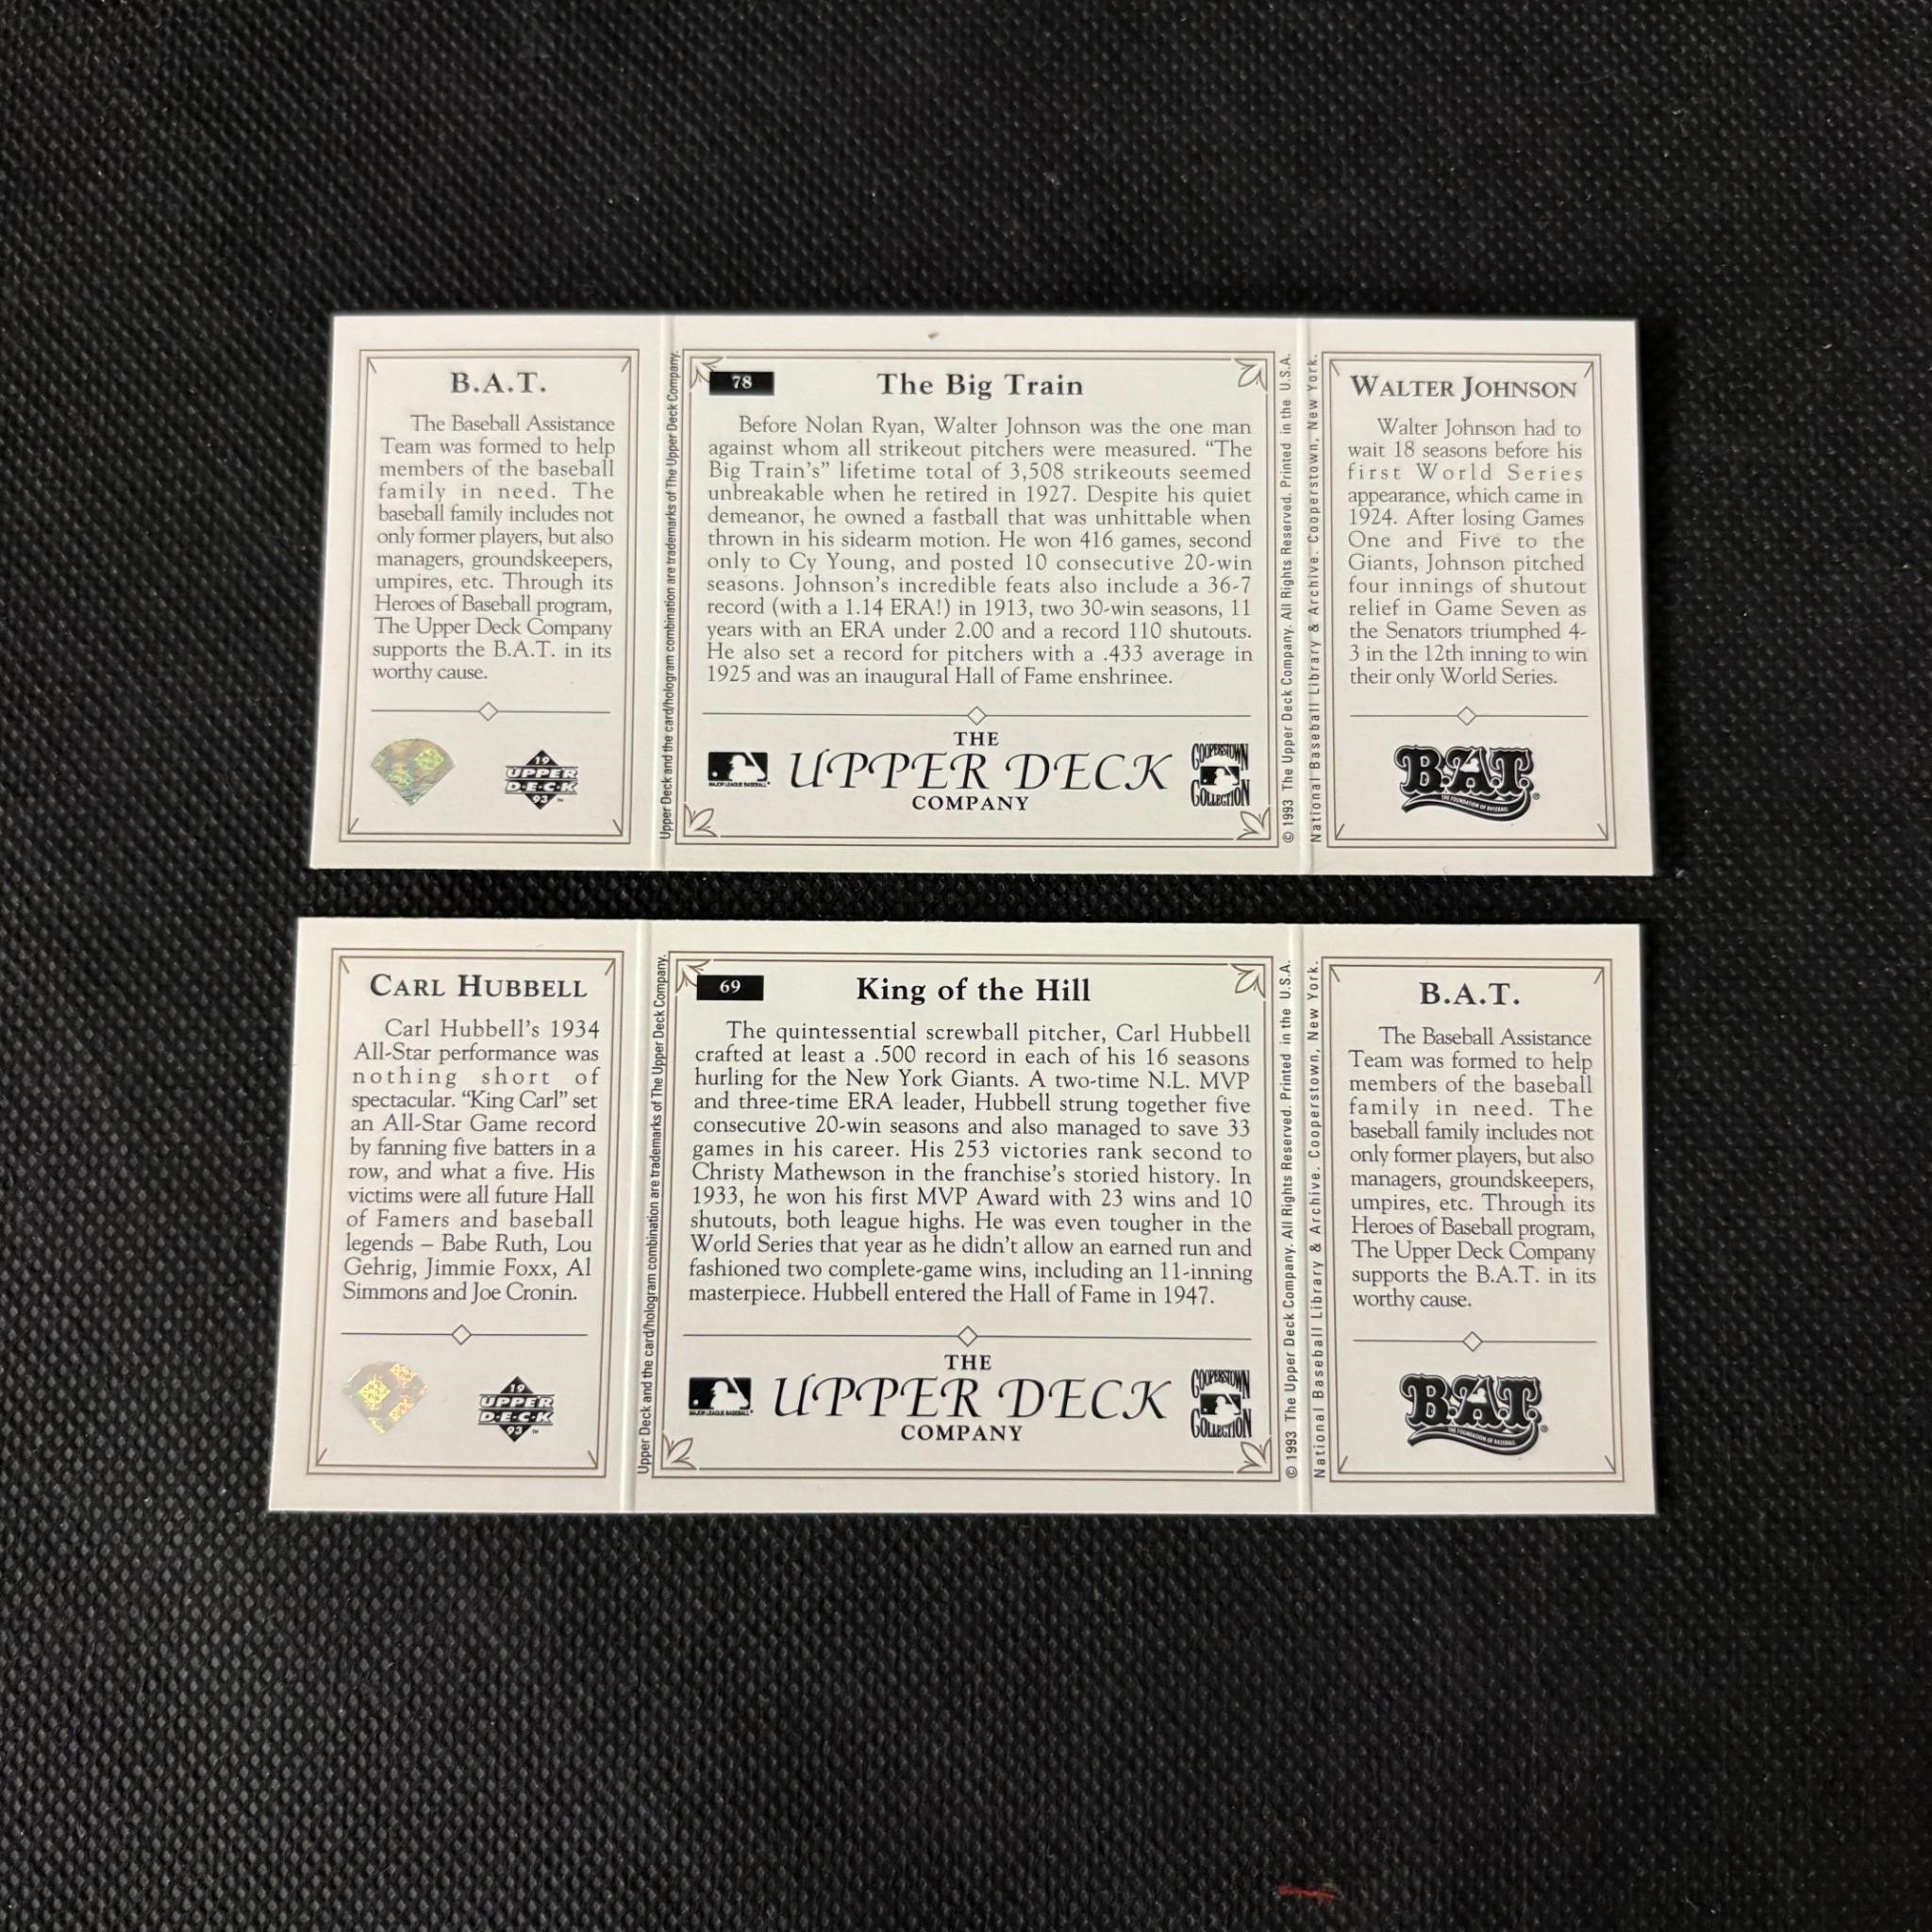 B.A.T.
The Baseball Assistance
Team was formed to help
members of the baseball
family in need. The
baseball family includes not
only former players, but also
managers, groundskeepers,
umpires, etc. Through its
Heroes of Baseball program,
The Upper Deck Company
supports the B.A.T. in its
worthy cause.
19
UPPER
D·E·C·K
93 ™
Upper Deck and the card/hologram combination are trademarks of The Upper Deck Company.
78
The Big Train
Before Nolan Ryan, Walter Johnson was the one man
against whom all strikeout pitchers were measured. “The
Big Train’s” lifetime total of 3,508 strikeouts seemed
unbreakable when he retired in 1927. Despite his quiet
demeanor, he owned a fastball that was unhittable when
thrown in his sidearm motion. He won 416 games, second
only to Cy Young, and posted 10 consecutive 20-win
seasons. Johnson’s incredible feats also include a 36-7
record (with a 1.14 ERA!) in 1913, two 30-win seasons, 11
years with an ERA under 2.00 and a record 110 shutouts.
He also set a record for pitchers with a .433 average in
1925 and was an inaugural Hall of Fame enshrinee.
MAJOR LEAGUE BASEBALL
THE
UPPER DECK
COMPANY
COOPERSTOWN
COLLECTION
© 1993 The Upper Deck Company. All Rights Reserved. Printed in the U.S.A.
National Baseball Library & Archive. Cooperstown, New York.
WALTER JOHNSON
Walter Johnson had to
wait 18 seasons before his
first World Series
appearance, which came in
1924. After losing Games
One and Five to the
Giants, Johnson pitched
four innings of shutout
relief in Game Seven as
the Senators triumphed 4-
3 in the 12th inning to win
their only World Series.
B.A.T.
THE FOUNDATION OF BASEBALL
®
CARL HUBBELL
Carl Hubbell’s 1934
All-Star performance was
nothing short of
spectacular. “King Carl” set
an All-Star Game record
by fanning five batters in a
row, and what a five. His
victims were all future Hall
of Famers and baseball
legends – Babe Ruth, Lou
Gehrig, Jimmie Foxx, Al
Simmons and Joe Cronin.
19
UPPER
D·E·C·K
93 ™
Upper Deck and the card/hologram combination are trademarks of The Upper Deck Company.
69
King of the Hill
The quintessential screwball pitcher, Carl Hubbell
crafted at least a .500 record in each of his 16 seasons
hurling for the New York Giants. A two-time N.L. MVP
and three-time ERA leader, Hubbell strung together five
consecutive 20-win seasons and also managed to save 33
games in his career. His 253 victories rank second to
Christy Mathewson in the franchise’s storied history. In
1933, he won his first MVP Award with 23 wins and 10
shutouts, both league highs. He was even tougher in the
World Series that year as he didn’t allow an earned run and
fashioned two complete-game wins, including an 11-inning
masterpiece. Hubbell entered the Hall of Fame in 1947.
MAJOR LEAGUE BASEBALL
THE
UPPER DECK
COMPANY
COOPERSTOWN
COLLECTION
© 1993 The Upper Deck Company. All Rights Reserved. Printed in the U.S.A.
National Baseball Library & Archive. Cooperstown, New York.
B.A.T.
The Baseball Assistance
Team was formed to help
members of the baseball
family in need. The
baseball family includes not
only former players, but also
managers, groundskeepers,
umpires, etc. Through its
Heroes of Baseball program,
The Upper Deck Company
supports the B.A.T. in its
worthy cause.
B.A.T.
THE FOUNDATION OF BASEBALL
®